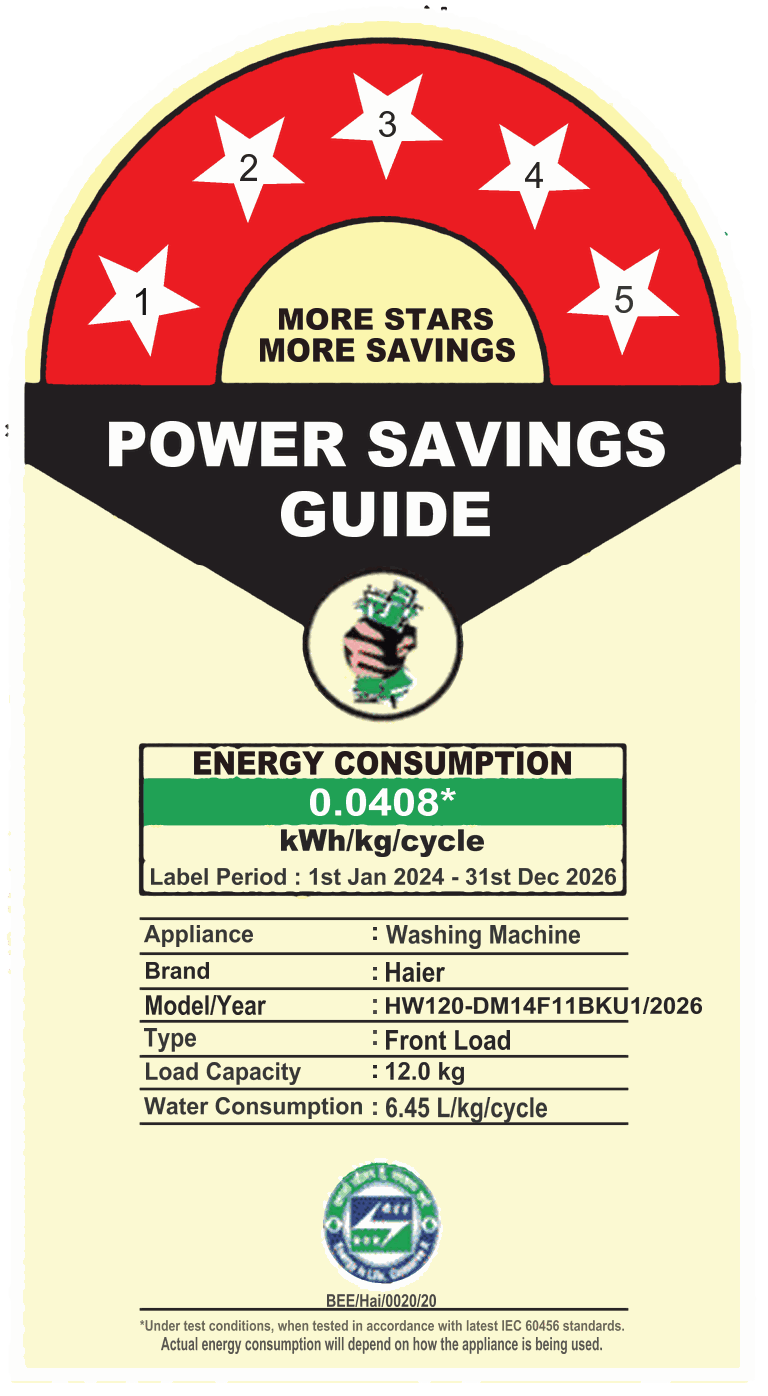 1 2 3 4 5
MORE STARS
MORE SAVINGS
POWER SAVINGS
GUIDE
ENERGY CONSUMPTION
0.0408*
kWh/kg/cycle
Label Period : 1st Jan 2024 - 31st Dec 2026
Appliance : Washing Machine
Brand : Haier
Model/Year : HW120-DM14F11BKU1/2026
Type : Front Load
Load Capacity : 12.0 kg
Water Consumption : 6.45 L/kg/cycle
BEE
BEE/Hai/0020/20
*Under test conditions, when tested in accordance with latest IEC 60456 standards.
Actual energy consumption will depend on how the appliance is being used.